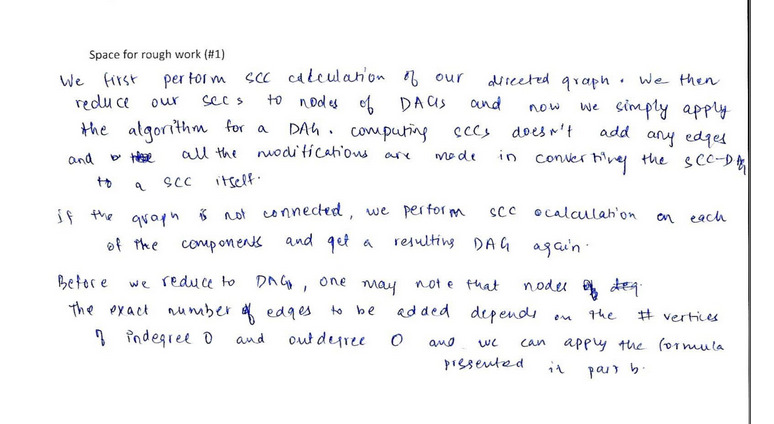 Space for rough work (#1)
We first perform SCC calculation of our directed graph. We then
reduce our SCCs to nodes of DAGs and now we simply apply
the algorithm for a DAG. computing SCCs doesn't add any edges
and all the modifications are made in converting the SCC-DAG
to a SCC itself.
if the graph is not connected, we perform SCC calculation on each
of the components and get a resulting DAG again.
Before we reduce to DAG, one may note that nodes of deg
The exact number of edges to be added depends on the # vertices
of indegree 0 and outdegree 0 and we can apply the formula
presented in part b.